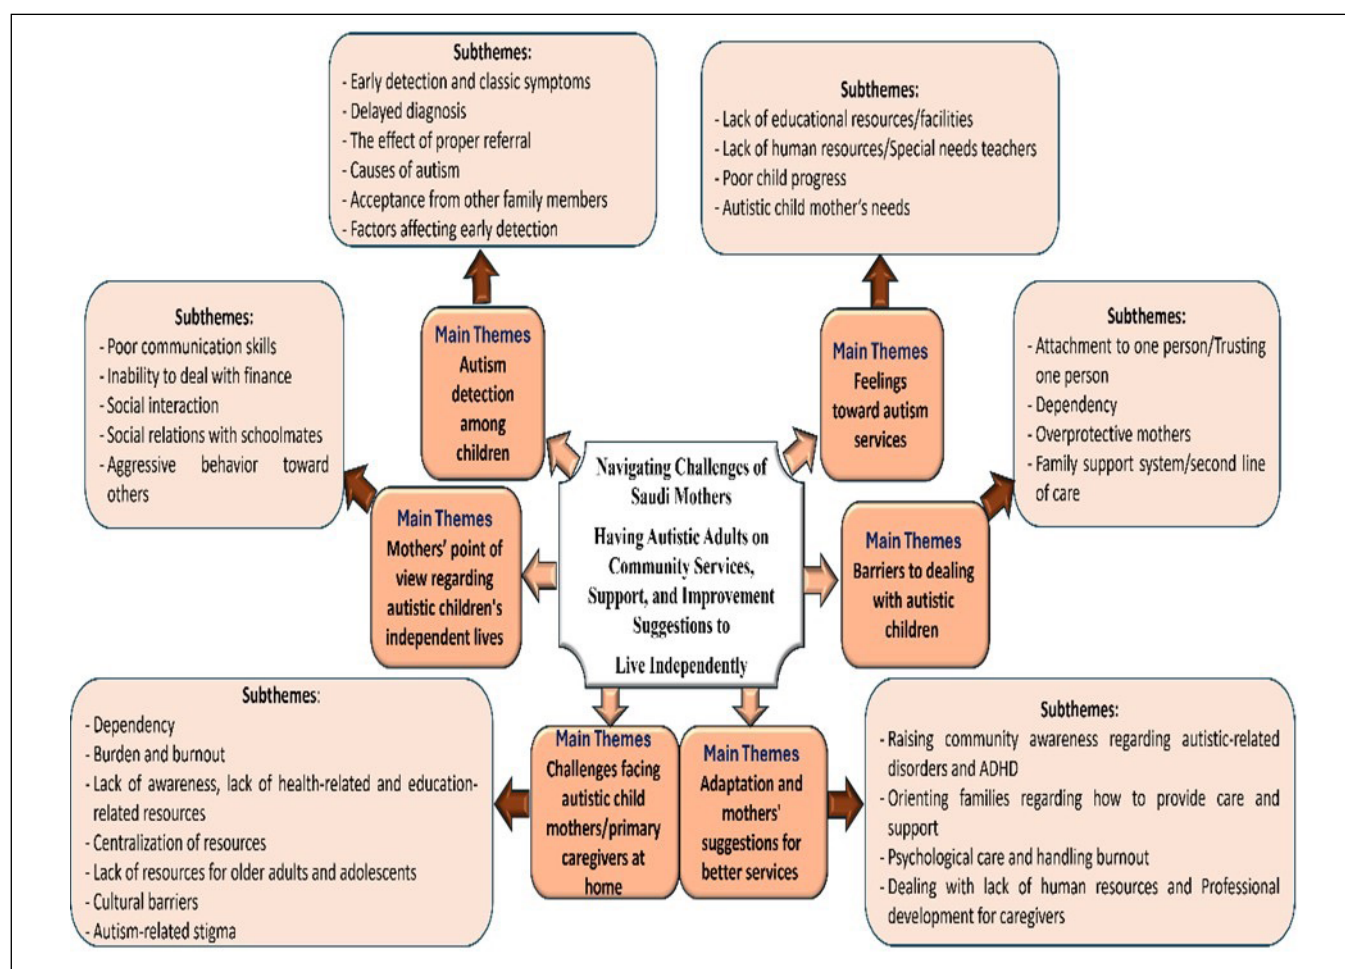 Subthemes:
- Early detection and classic symptoms
- Delayed diagnosis
- The effect of proper referral
- Causes of autism
- Acceptance from other family members
- Factors affecting early detection
Subthemes:
- Lack of educational resources/facilities
- Lack of human resources/Special needs teachers
- Poor child progress
- Autistic child mother's needs
Subthemes:
- Poor communication skills
- Inability to deal with finance
- Social interaction
- Social relations with schoolmates
- Aggressive behavior toward
others
Main Themes
Autism
detection
among
children
Main Themes
Feelings
toward autism
services
Subthemes:
- Attachment to one person/Trusting
one person
- Dependency
- Overprotective mothers
- Family support system/second line
of care
Main Themes
Mothers' point of
view regarding
autistic children's
independent lives
Navigating Challenges of
Saudi Mothers
Having Autistic Adults on
Community Services,
Support, and Improvement
Suggestions to
Live Independently
Main Themes
Barriers to dealing
with autistic
children
Subthemes:
- Dependency
- Burden and burnout
- Lack of awareness, lack of health-related and education-
related resources
- Centralization of resources
- Lack of resources for older adults and adolescents
- Cultural barriers
- Autism-related stigma
Main Themes
Challenges facing
autistic child
mothers/primary
caregivers at
home
Main Themes
Adaptation and
mothers'
suggestions for
better services
Subthemes:
- Raising community awareness regarding autistic-related
disorders and ADHD
- Orienting families regarding how to provide care and
support
- Psychological care and handling burnout
- Dealing with lack of human resources and Professional
development for caregivers